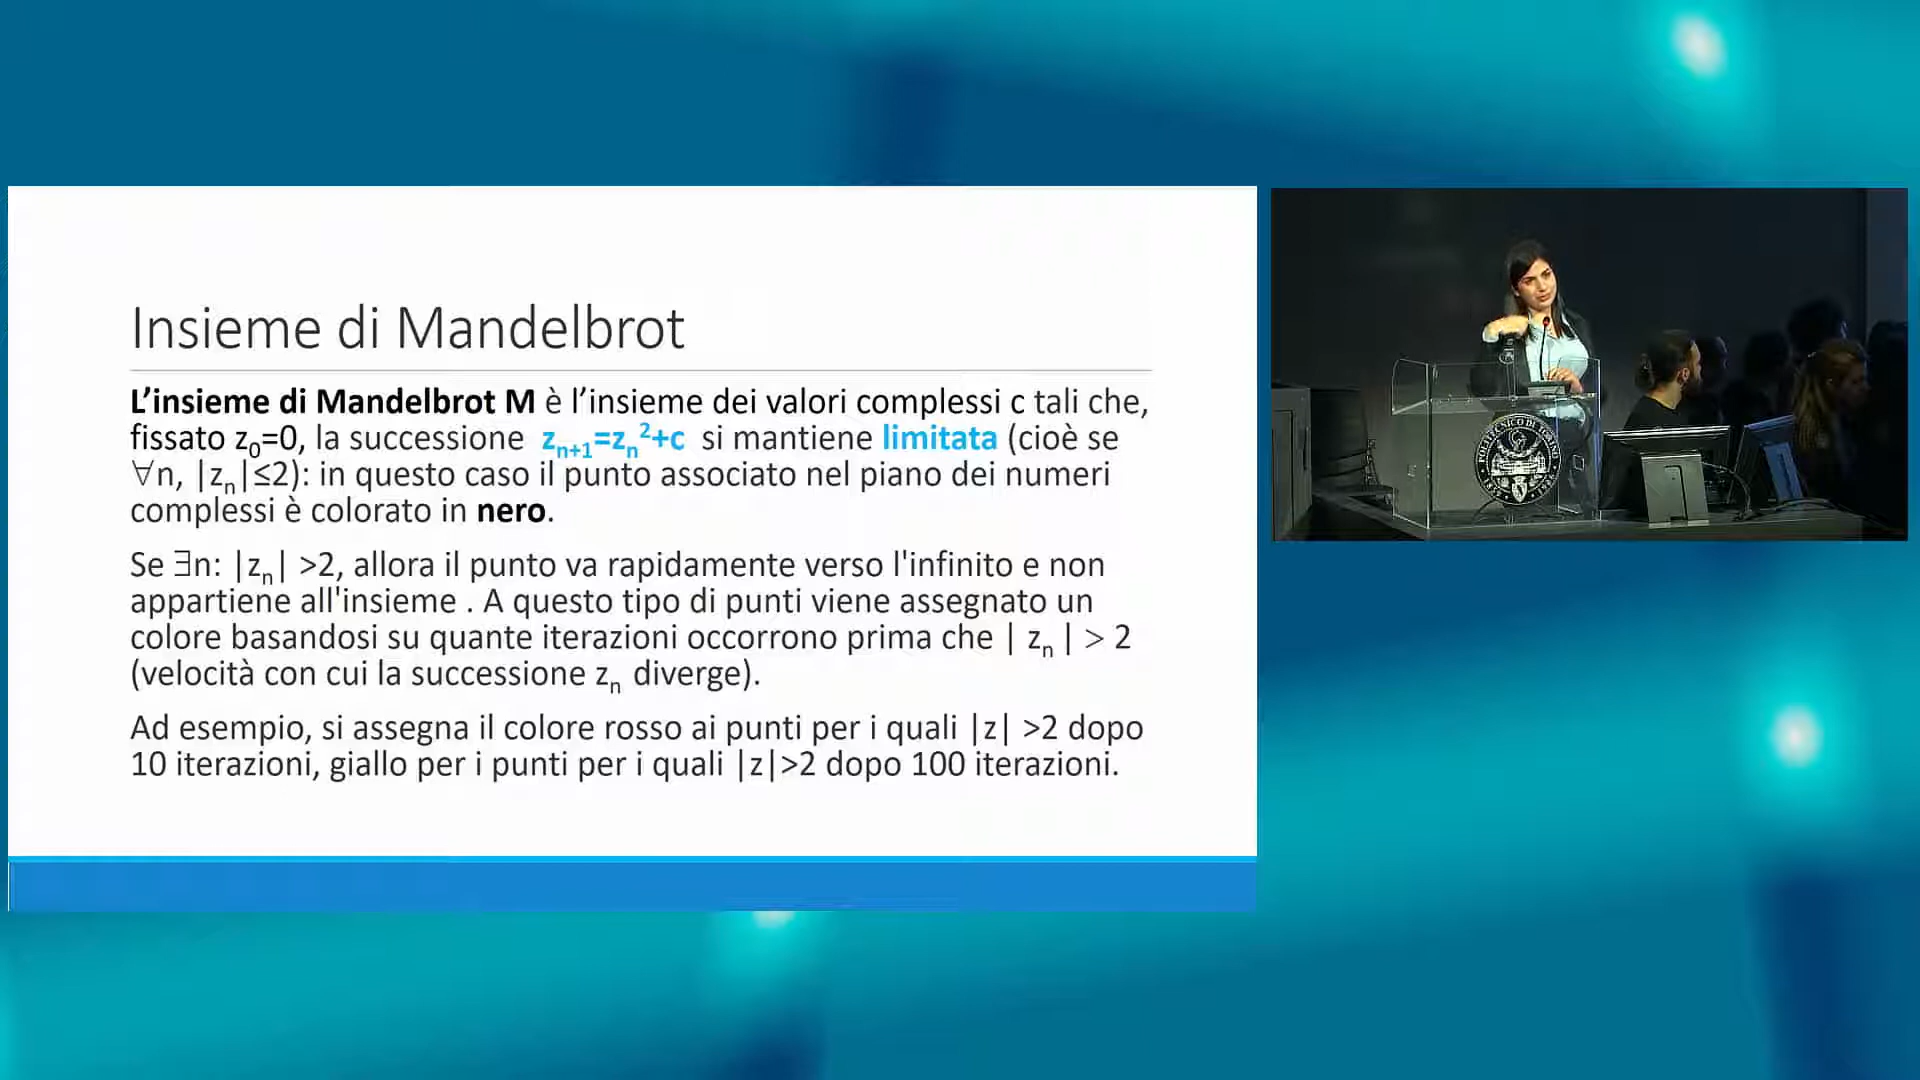 Insieme di Mandelbrot
L’insieme di Mandelbrot M è l’insieme dei valori complessi c tali che,
fissato z₀=0, la successione zₙ₊₁=zₙ²+c si mantiene limitata (cioè se
∀n, |zₙ|≤2): in questo caso il punto associato nel piano dei numeri
complessi è colorato in nero.
Se ∃n: |zₙ| >2, allora il punto va rapidamente verso l'infinito e non
appartiene all'insieme . A questo tipo di punti viene assegnato un
colore basandosi su quante iterazioni occorrono prima che | zₙ | > 2
(velocità con cui la successione zₙ diverge).
Ad esempio, si assegna il colore rosso ai punti per i quali |z| >2 dopo
10 iterazioni, giallo per i punti per i quali |z|>2 dopo 100 iterazioni.
POLITECNICO DI TORINO